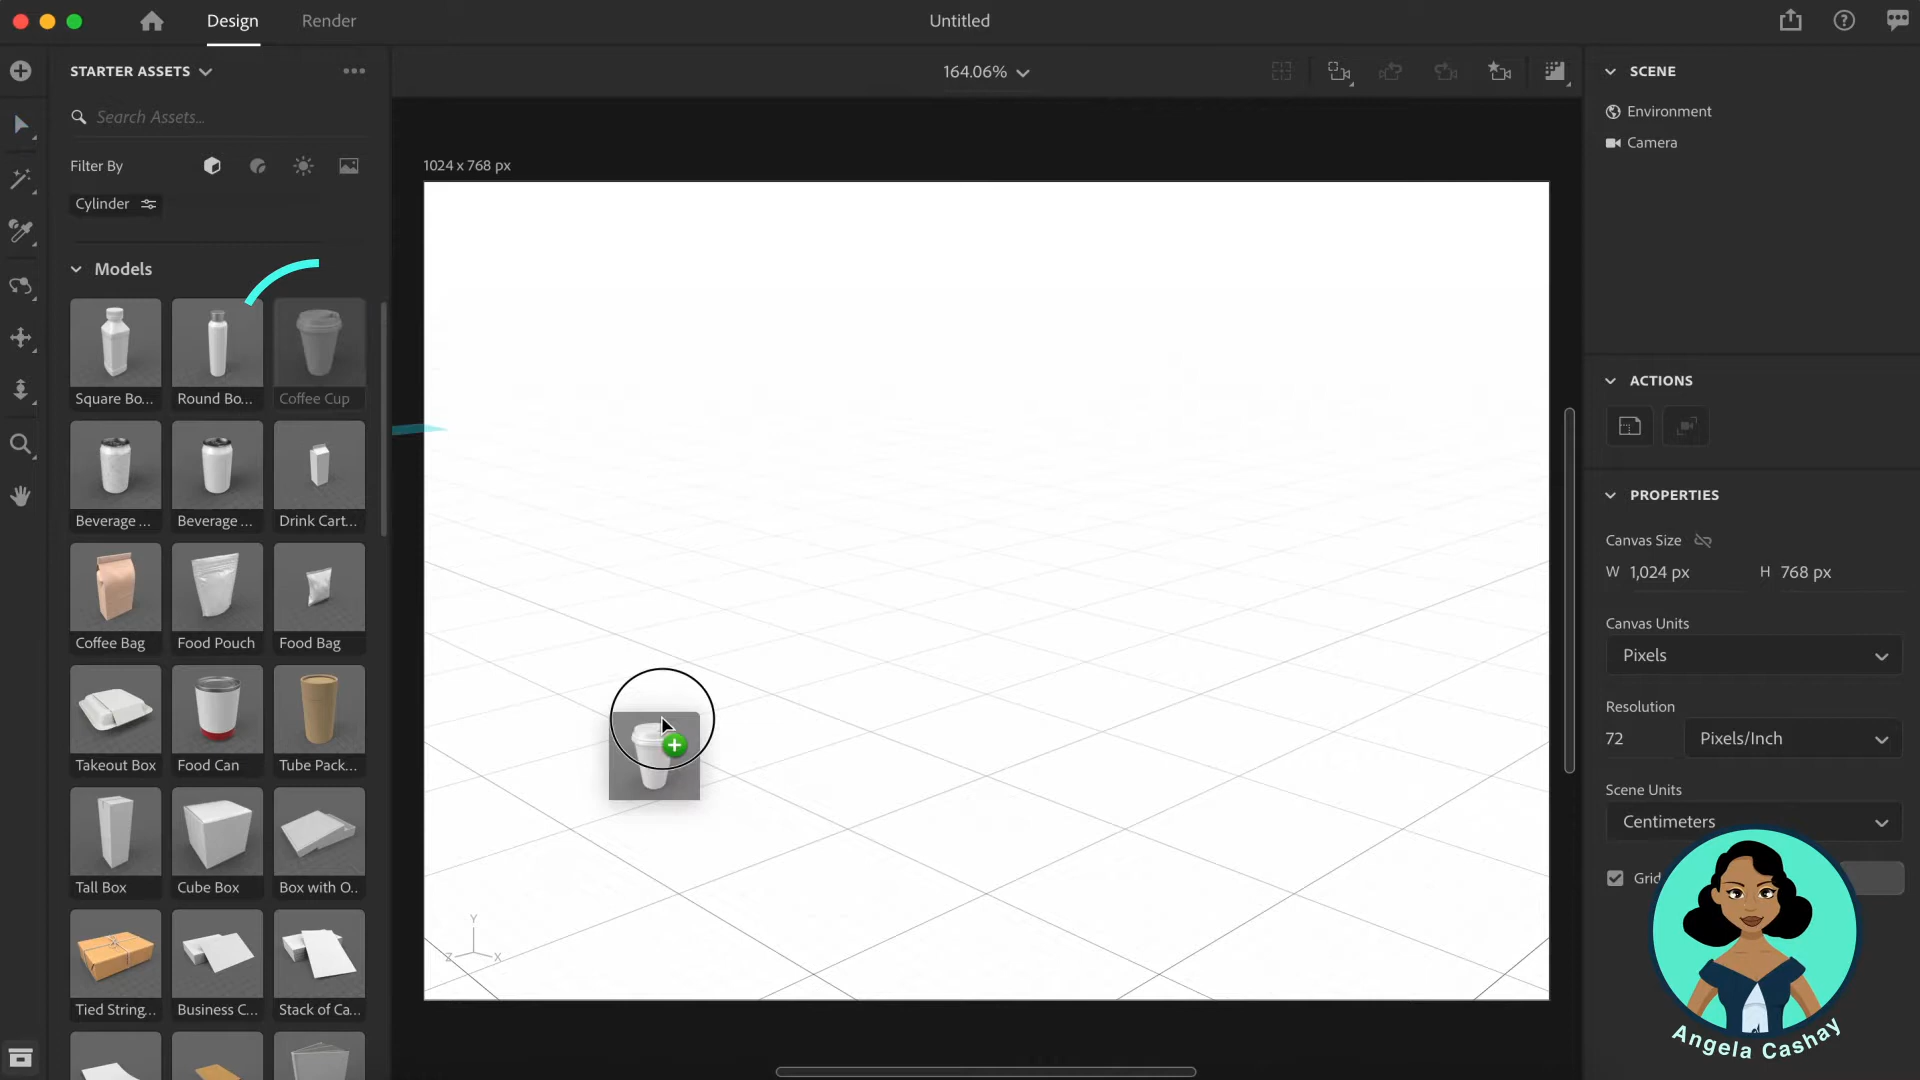 Design
Render
Untitled
STARTER ASSETS
164.06%
SCENE
Search Assets...
Environment
Camera
Filter By
1024 x 768 px
Cylinder
Models
Square Bo...
Round Bo...
Coffee Cup
Beverage ...
Beverage ...
Drink Cart...
Coffee Bag
Food Pouch
Food Bag
Takeout Box
Food Can
Tube Pack...
Tall Box
Cube Box
Box with O..
Tied String...
Business C...
Stack of Ca...
Y
Z
X
ACTIONS
PROPERTIES
Canvas Size
W 1,024 px
H 768 px
Canvas Units
Pixels
Resolution
72
Pixels/Inch
Scene Units
Centimeters
Grid
Angela Cashay